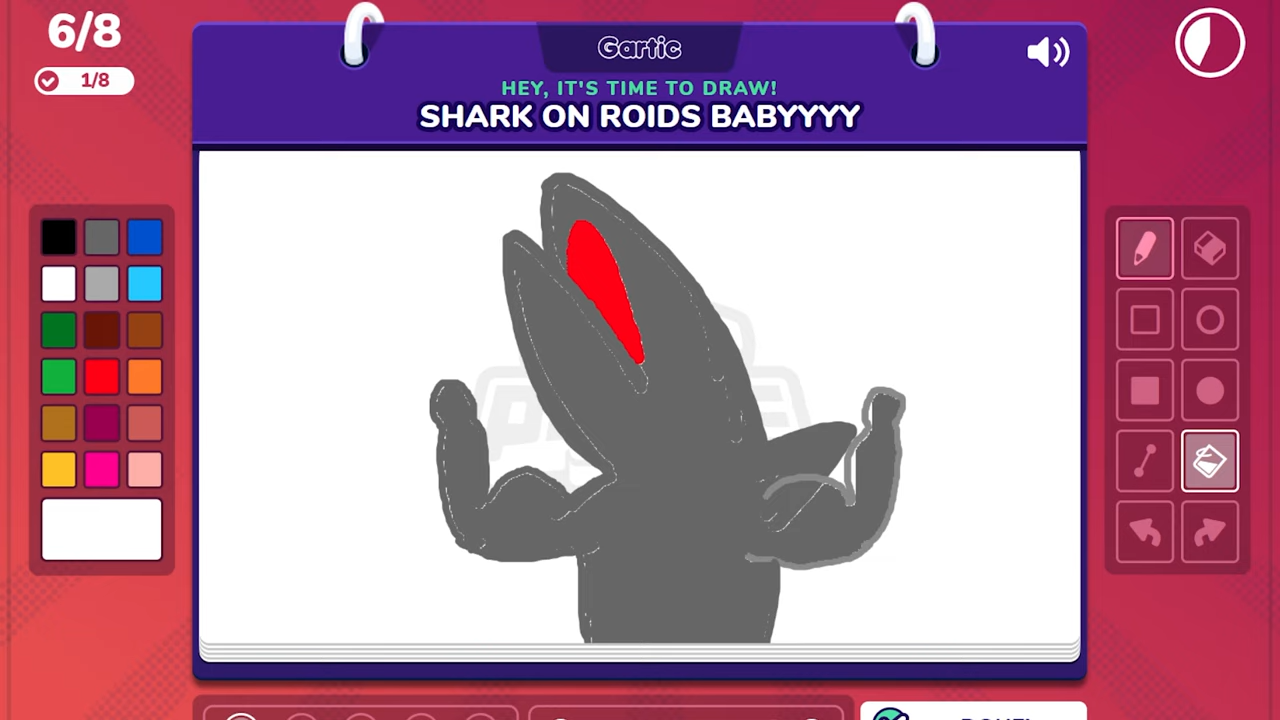 6/8
1/8
Gartic
HEY, IT'S TIME TO DRAW!
SHARK ON ROIDS BABYYYY